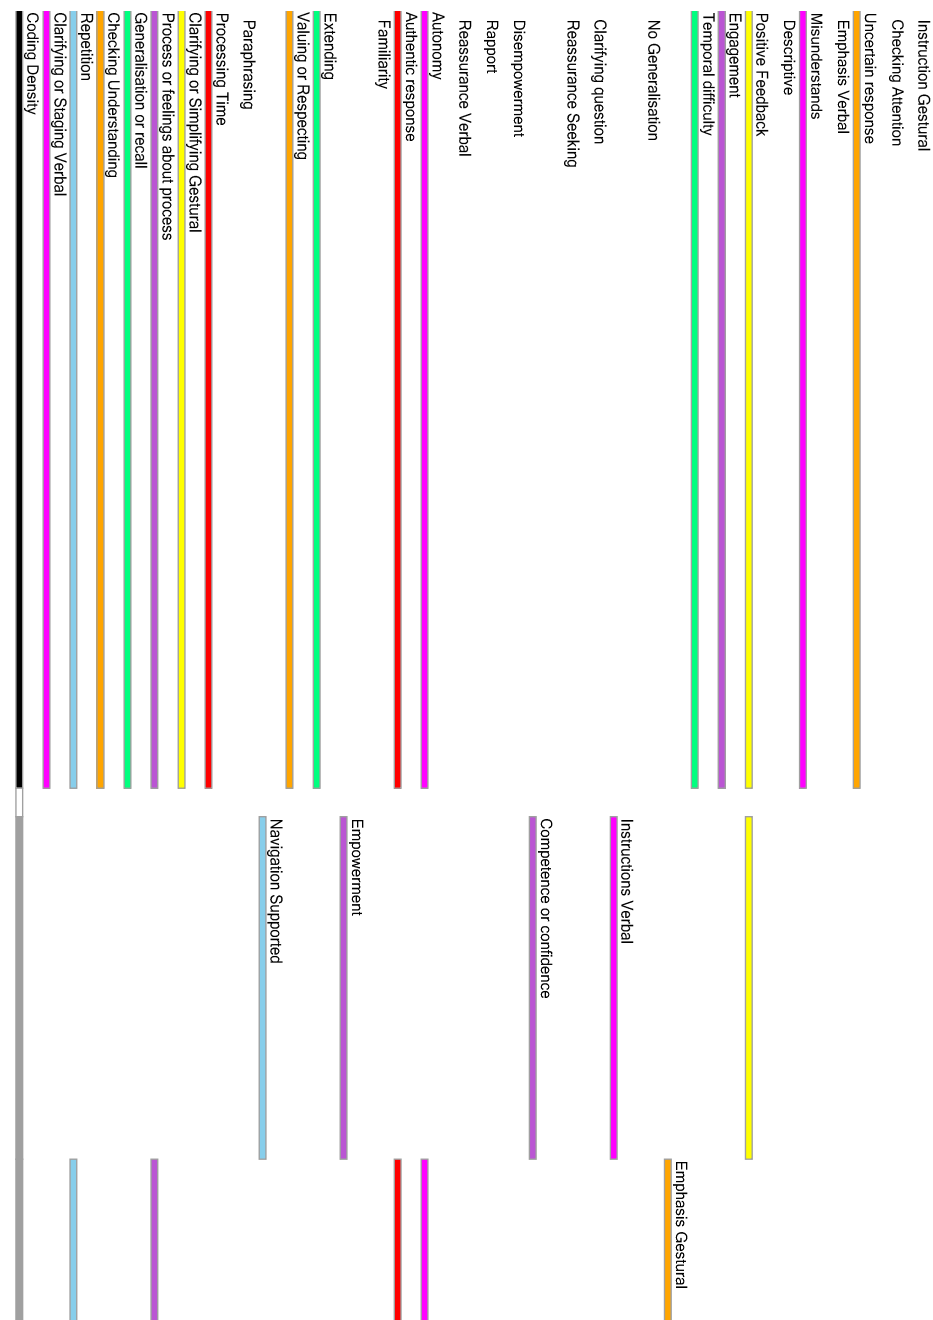 Instruction Gestural
Checking Attention
Uncertain response
Emphasis Verbal
Misunderstands
Descriptive
Positive Feedback
Engagement
Temporal difficulty
Emphasis Gestural
No Generalisation
Instructions Verbal
Clarifying question
Reassurance Seeking
Competence or confidence
Disempowerment
Rapport
Reassurance Verbal
Autonomy
Authentic response
Familiarity
Empowerment
Extending
Valuing or Respecting
Navigation Supported
Paraphrasing
Processing Time
Clarifying or Simplifying Gestural
Process or feelings about process
Generalisation or recall
Checking Understanding
Repetition
Clarifying or Staging Verbal
Coding Density